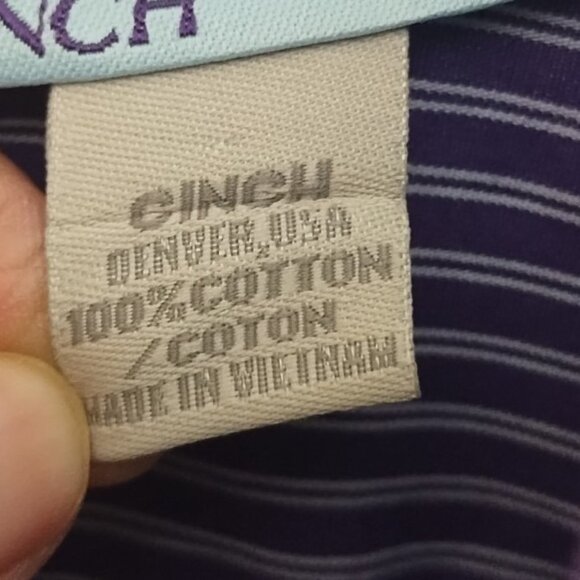 NCH
CINCH
DENVER, USA
100% COTTON
/COTON
MADE IN VIETNAM